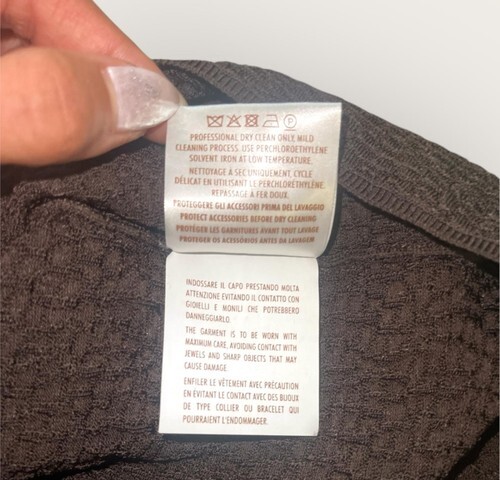 PROFESSIONAL DRY CLEAN ONLY. MILD
CLEANING PROCESS. USE PERCHLOROETHYLENE
SOLVENT. IRON AT LOW TEMPERATURE.
NETTOYAGE À SEC UNIQUEMENT, CYCLE
DÉLICAT EN UTILISANT LE PERCHLORÉTHYLÈNE.
REPASSAGE À FER DOUX.
PROTEGGERE GLI ACCESSORI PRIMA DEL LAVAGGIO
PROTECT ACCESSORIES BEFORE DRY CLEANING
PROTÉGER LES GARNITURES AVANT TOUT LAVAGE
PROTEGER OS ACESSÓRIOS ANTES DA LAVAGEM
INDOSSARE IL CAPO PRESTANDO MOLTA
ATTENZIONE EVITANDO IL CONTATTO CON
GIOIELLI E MONILI CHE POTREBBERO
DANNEGGIARLO.
THE GARMENT IS TO BE WORN WITH
MAXIMUM CARE, AVOIDING CONTACT WITH
JEWELS AND SHARP OBJECTS THAT MAY
CAUSE DAMAGE.
ENFILER LE VÊTEMENT AVEC PRÉCAUTION
EN ÉVITANT LE CONTACT AVEC DES BIJOUX
DE TYPE COLLIER OU BRACELET QUI
POURRAIENT L'ENDOMMAGER.